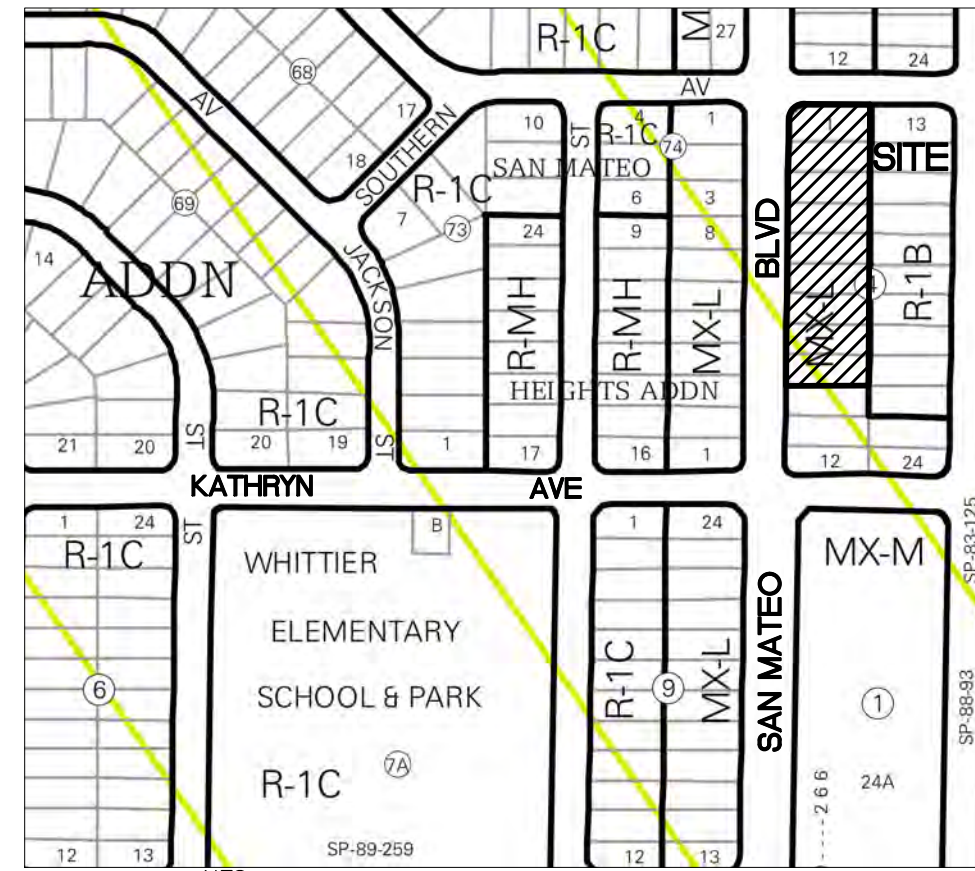 R-1C
M
27
12
24
68
AV
17
AV
SOUTHERN
10
ST
4
R-1C
1
74
1
13
SITE
18
R-1C
SAN MATEO
69
7
73
6
3
24
9
8
BLVD
14
ADDN
JACKSON
R-MH
R-MH
MX-L
4
MX-L
R-1B
HEIGHTS ADDN
R-1C
21
20
ST
20
19
ST
1
17
16
1
12
24
KATHRYN
AVE
1
24
ST
B
1
24
SP-83-125
R-1C
WHITTIER
MX-M
ELEMENTARY
SCHOOL & PARK
6
R-1C
9
MX-L
SAN MATEO
1
SP-88-93
7A
R-1C
24A
266
SP-89-259
12
13
12
13